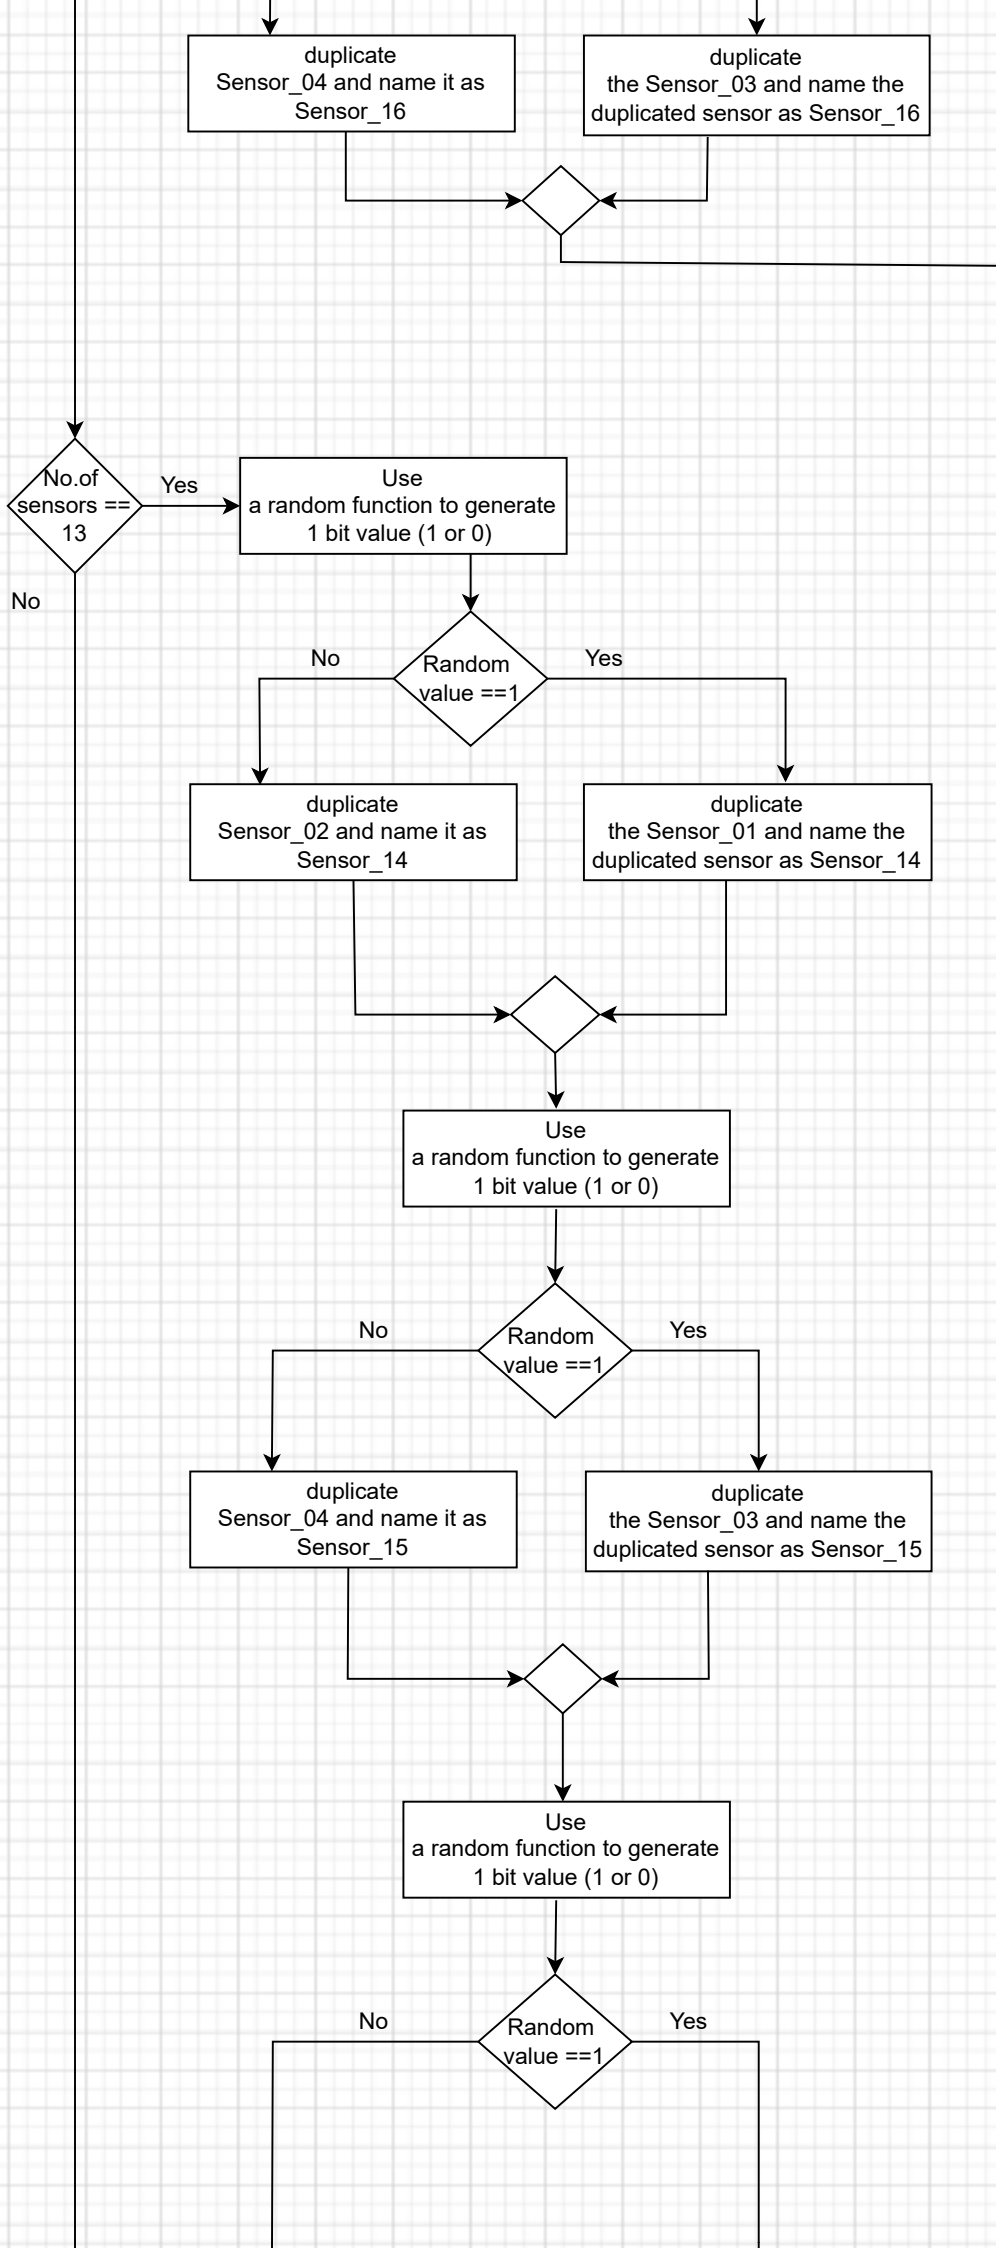 duplicate
Sensor_04 and name it as
Sensor_16
duplicate
the Sensor_03 and name the
duplicated sensor as Sensor_16
No.of
sensors ==
13
Yes
No
Use
a random function to generate
1 bit value (1 or 0)
Random
value ==1
No
Yes
duplicate
Sensor_02 and name it as
Sensor_14
duplicate
the Sensor_01 and name the
duplicated sensor as Sensor_14
Use
a random function to generate
1 bit value (1 or 0)
Random
value ==1
No
Yes
duplicate
Sensor_04 and name it as
Sensor_15
duplicate
the Sensor_03 and name the
duplicated sensor as Sensor_15
Use
a random function to generate
1 bit value (1 or 0)
Random
value ==1
No
Yes